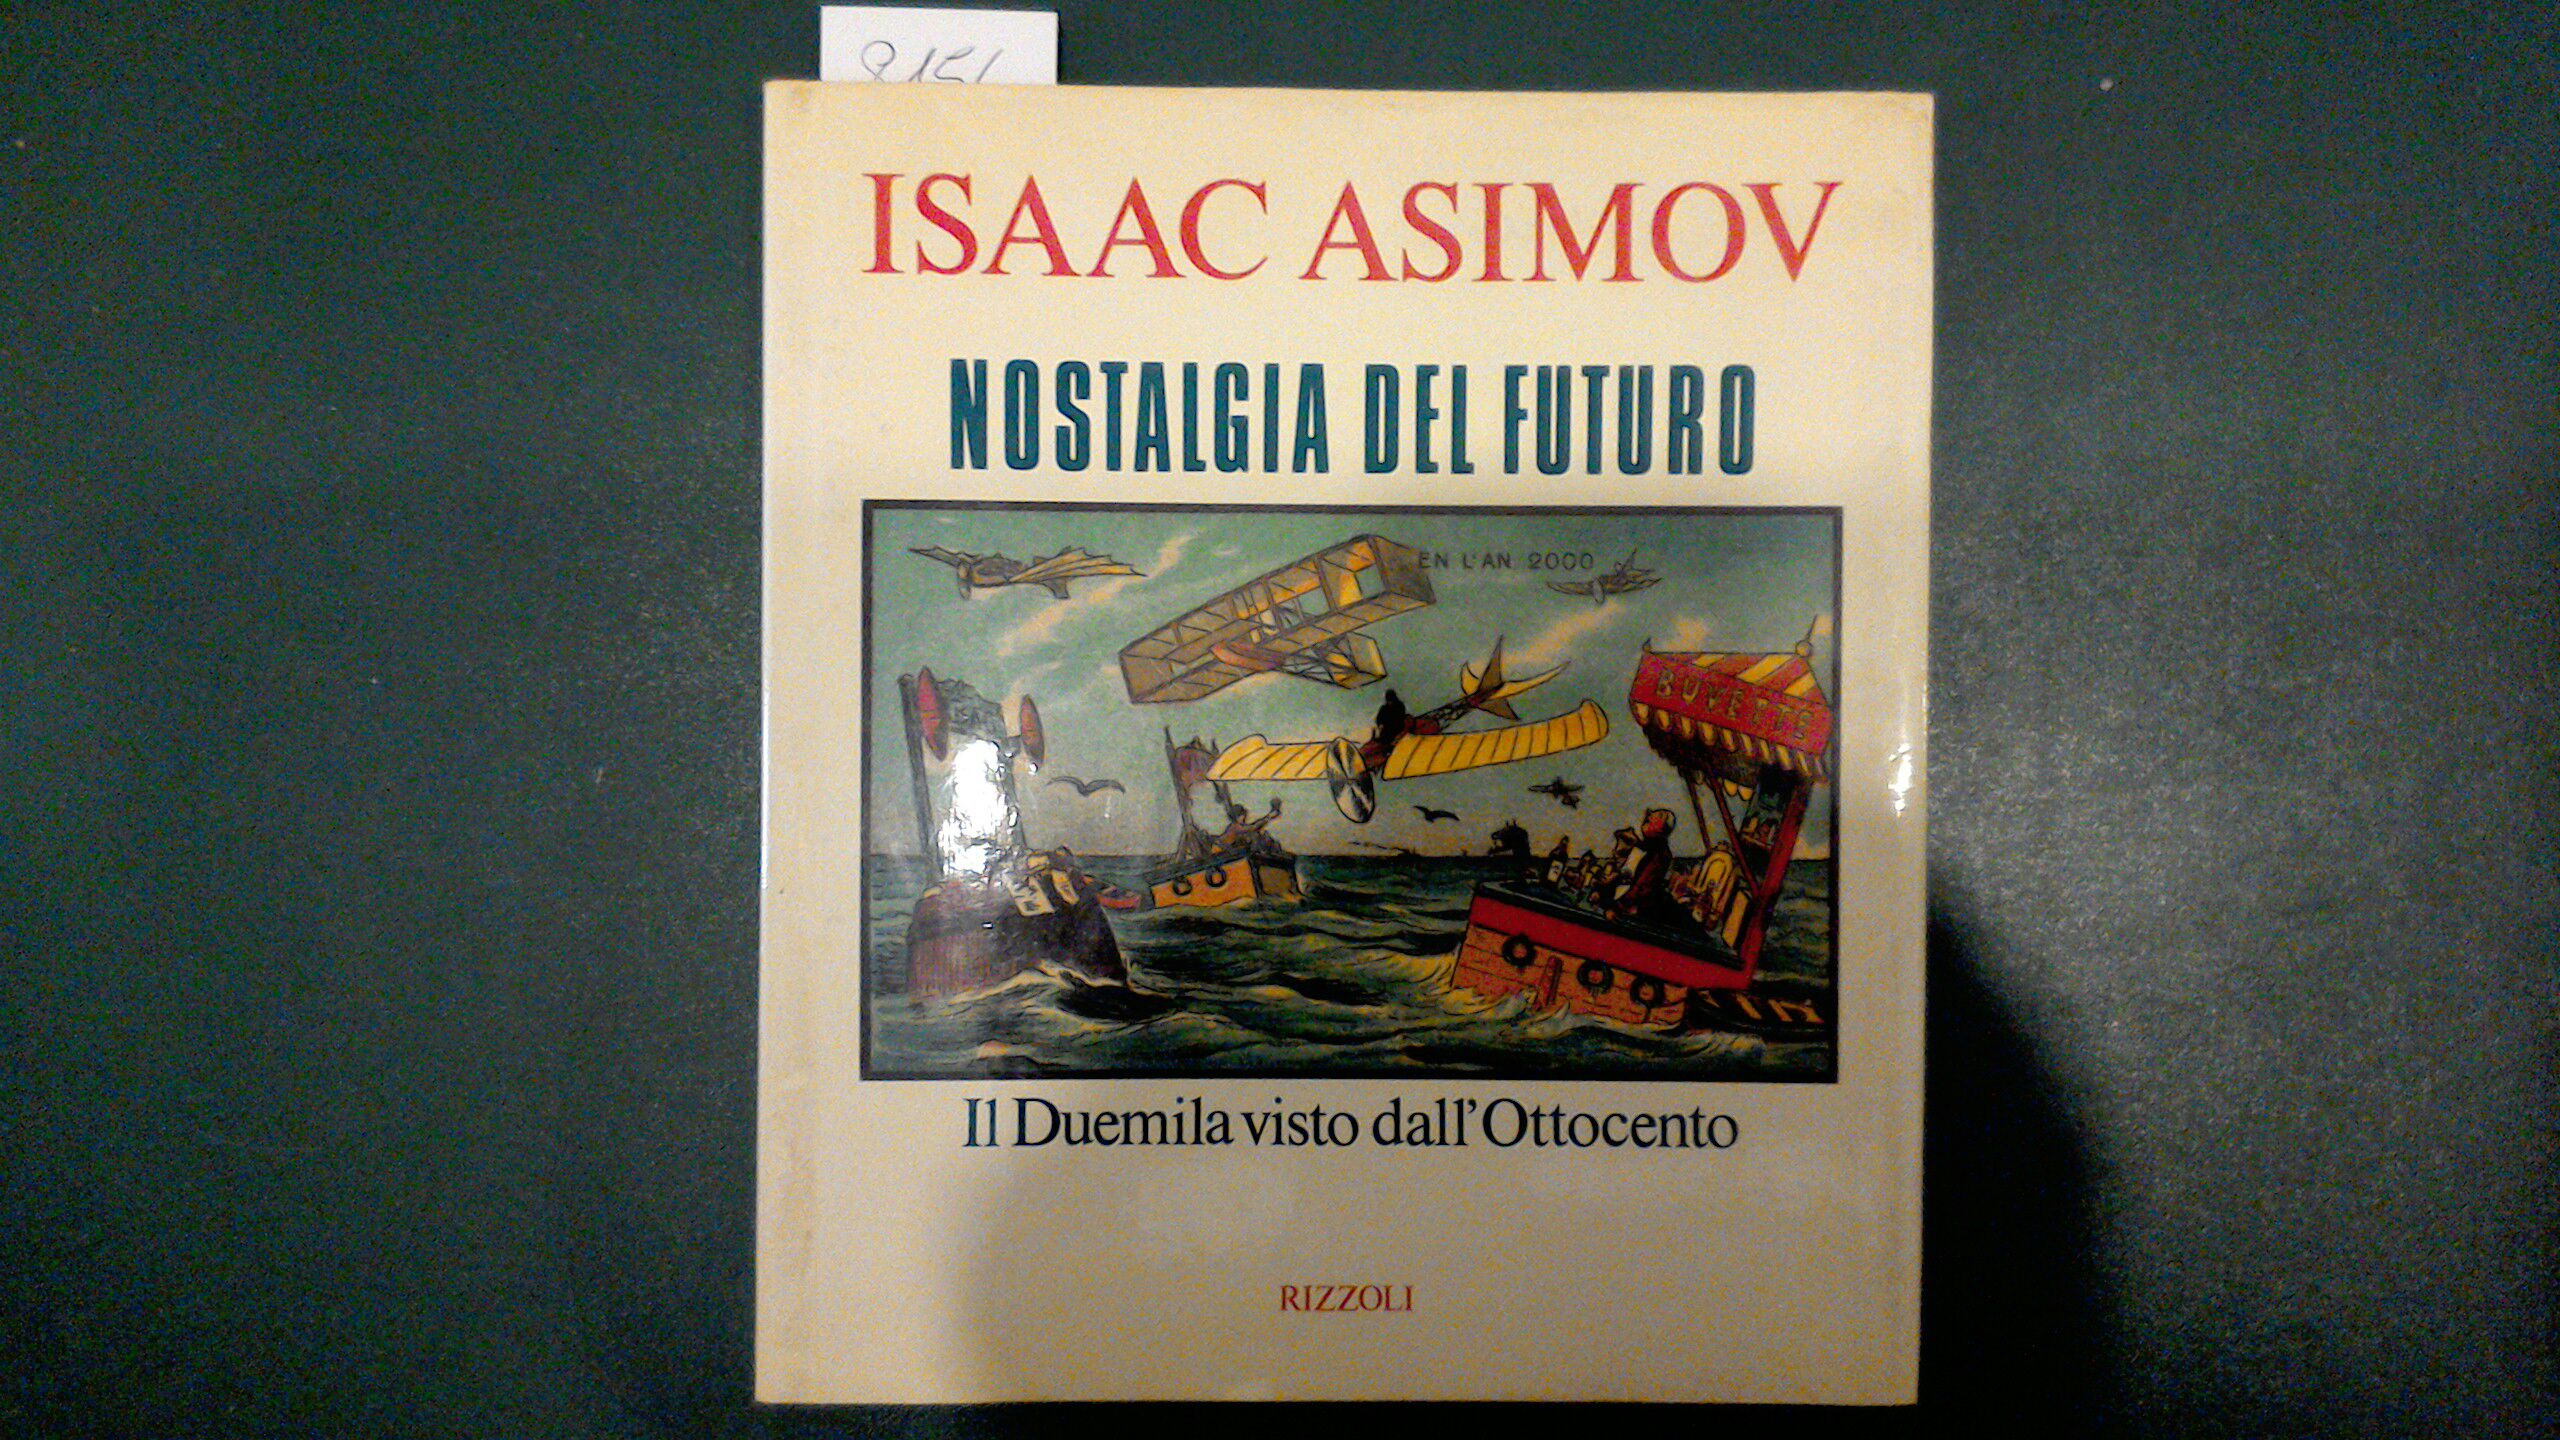 ISAAC ASIMOV
NOSTALGIA DEL FUTURO
EN L'AN 2000
BUVETTE
Il Duemila visto dall'Ottocento
RIZZOLI